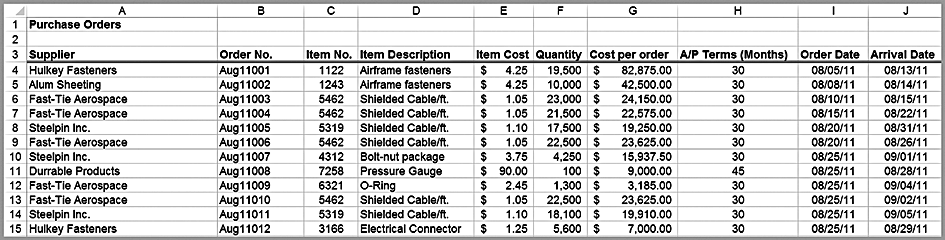 A B C D E F G H I J
1 Purchase Orders
2
3 Supplier Order No. Item No. Item Description Item Cost Quantity Cost per order A/P Terms (Months) Order Date Arrival Date
4 Hulkey Fasteners Aug11001 1122 Airframe fasteners $ 4.25 19,500 $ 82,875.00 30 08/05/11 08/13/11
5 Alum Sheeting Aug11002 1243 Airframe fasteners $ 4.25 10,000 $ 42,500.00 30 08/08/11 08/14/11
6 Fast-Tie Aerospace Aug11003 5462 Shielded Cable/ft. $ 1.05 23,000 $ 24,150.00 30 08/10/11 08/15/11
7 Fast-Tie Aerospace Aug11004 5462 Shielded Cable/ft. $ 1.05 21,500 $ 22,575.00 30 08/15/11 08/22/11
8 Steelpin Inc. Aug11005 5319 Shielded Cable/ft. $ 1.10 17,500 $ 19,250.00 30 08/20/11 08/31/11
9 Fast-Tie Aerospace Aug11006 5462 Shielded Cable/ft. $ 1.05 22,500 $ 23,625.00 30 08/20/11 08/26/11
10 Steelpin Inc. Aug11007 4312 Bolt-nut package $ 3.75 4,250 $ 15,937.50 30 08/25/11 09/01/11
11 Durrable Products Aug11008 7258 Pressure Gauge $ 90.00 100 $ 9,000.00 45 08/25/11 08/28/11
12 Fast-Tie Aerospace Aug11009 6321 O-Ring $ 2.45 1,300 $ 3,185.00 30 08/25/11 09/04/11
13 Fast-Tie Aerospace Aug11010 5462 Shielded Cable/ft. $ 1.05 22,500 $ 23,625.00 30 08/25/11 09/02/11
14 Steelpin Inc. Aug11011 5319 Shielded Cable/ft. $ 1.10 18,100 $ 19,910.00 30 08/25/11 09/05/11
15 Hulkey Fasteners Aug11012 3166 Electrical Connector $ 1.25 5,600 $ 7,000.00 30 08/25/11 08/29/11